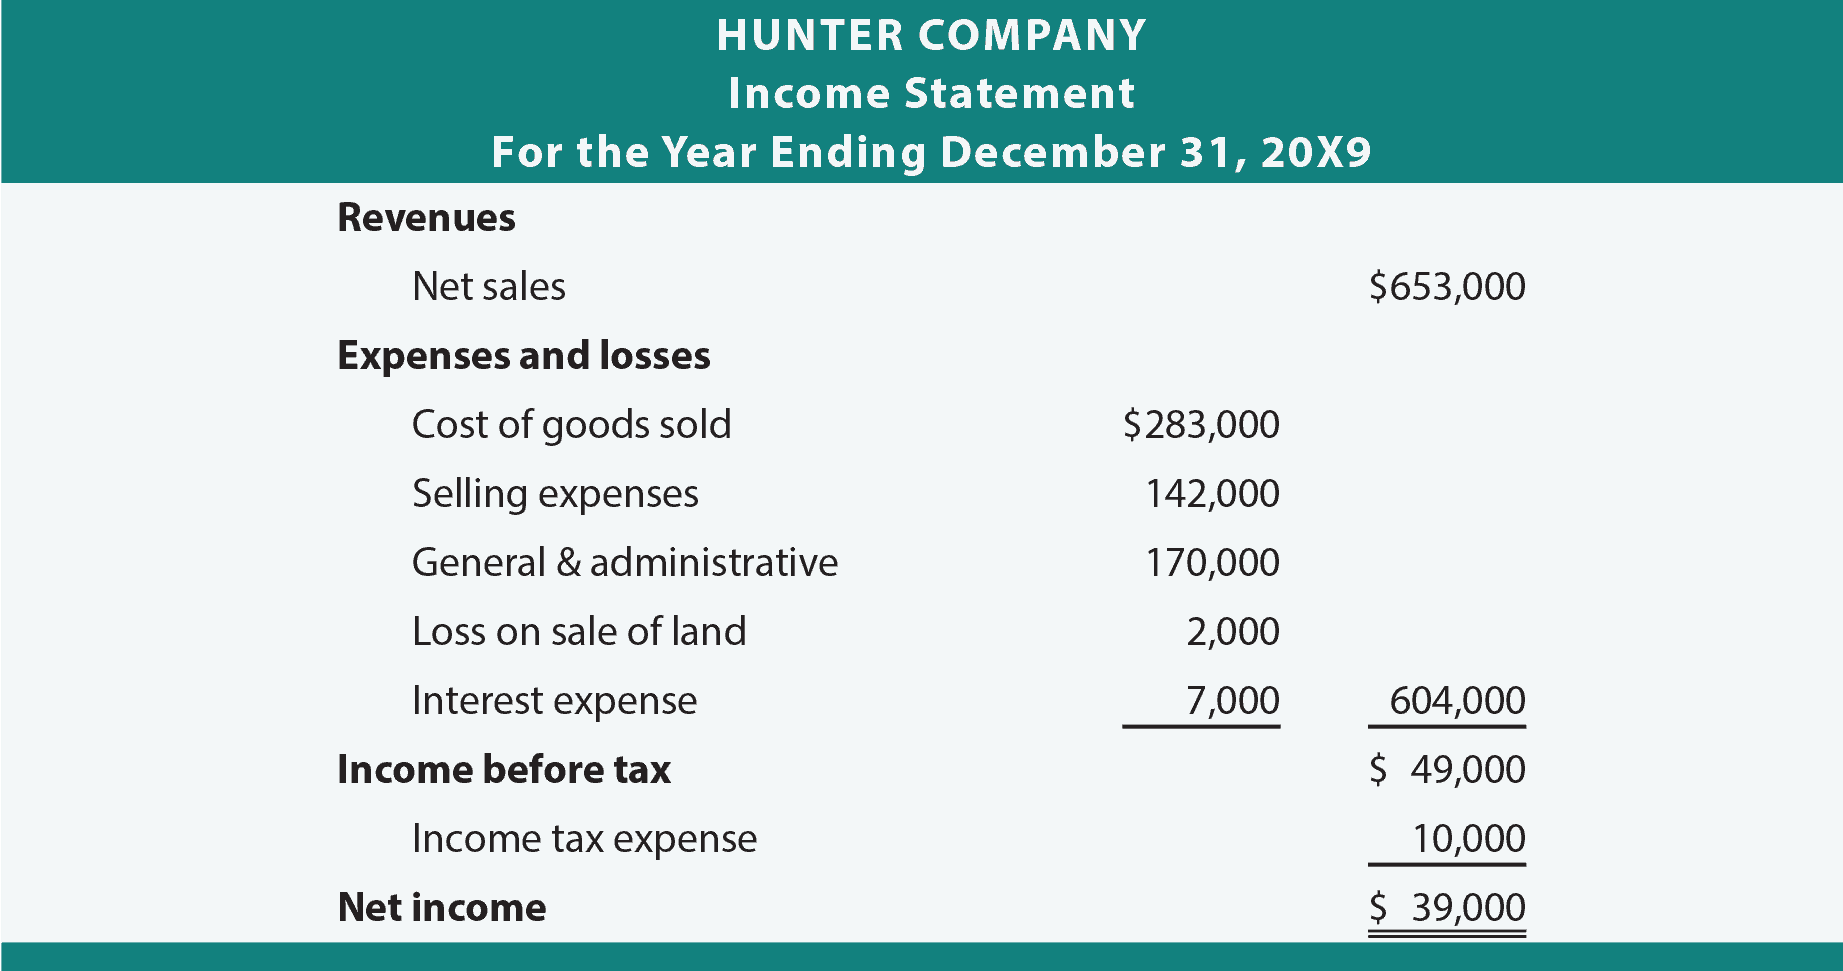 HUNTER COMPANY
Income Statement
For the Year Ending December 31, 20X9
Revenues
Net sales $653,000
Expenses and losses
Cost of goods sold $283,000
Selling expenses 142,000
General & administrative 170,000
Loss on sale of land 2,000
Interest expense 7,000 604,000
Income before tax $ 49,000
Income tax expense 10,000
Net income $ 39,000